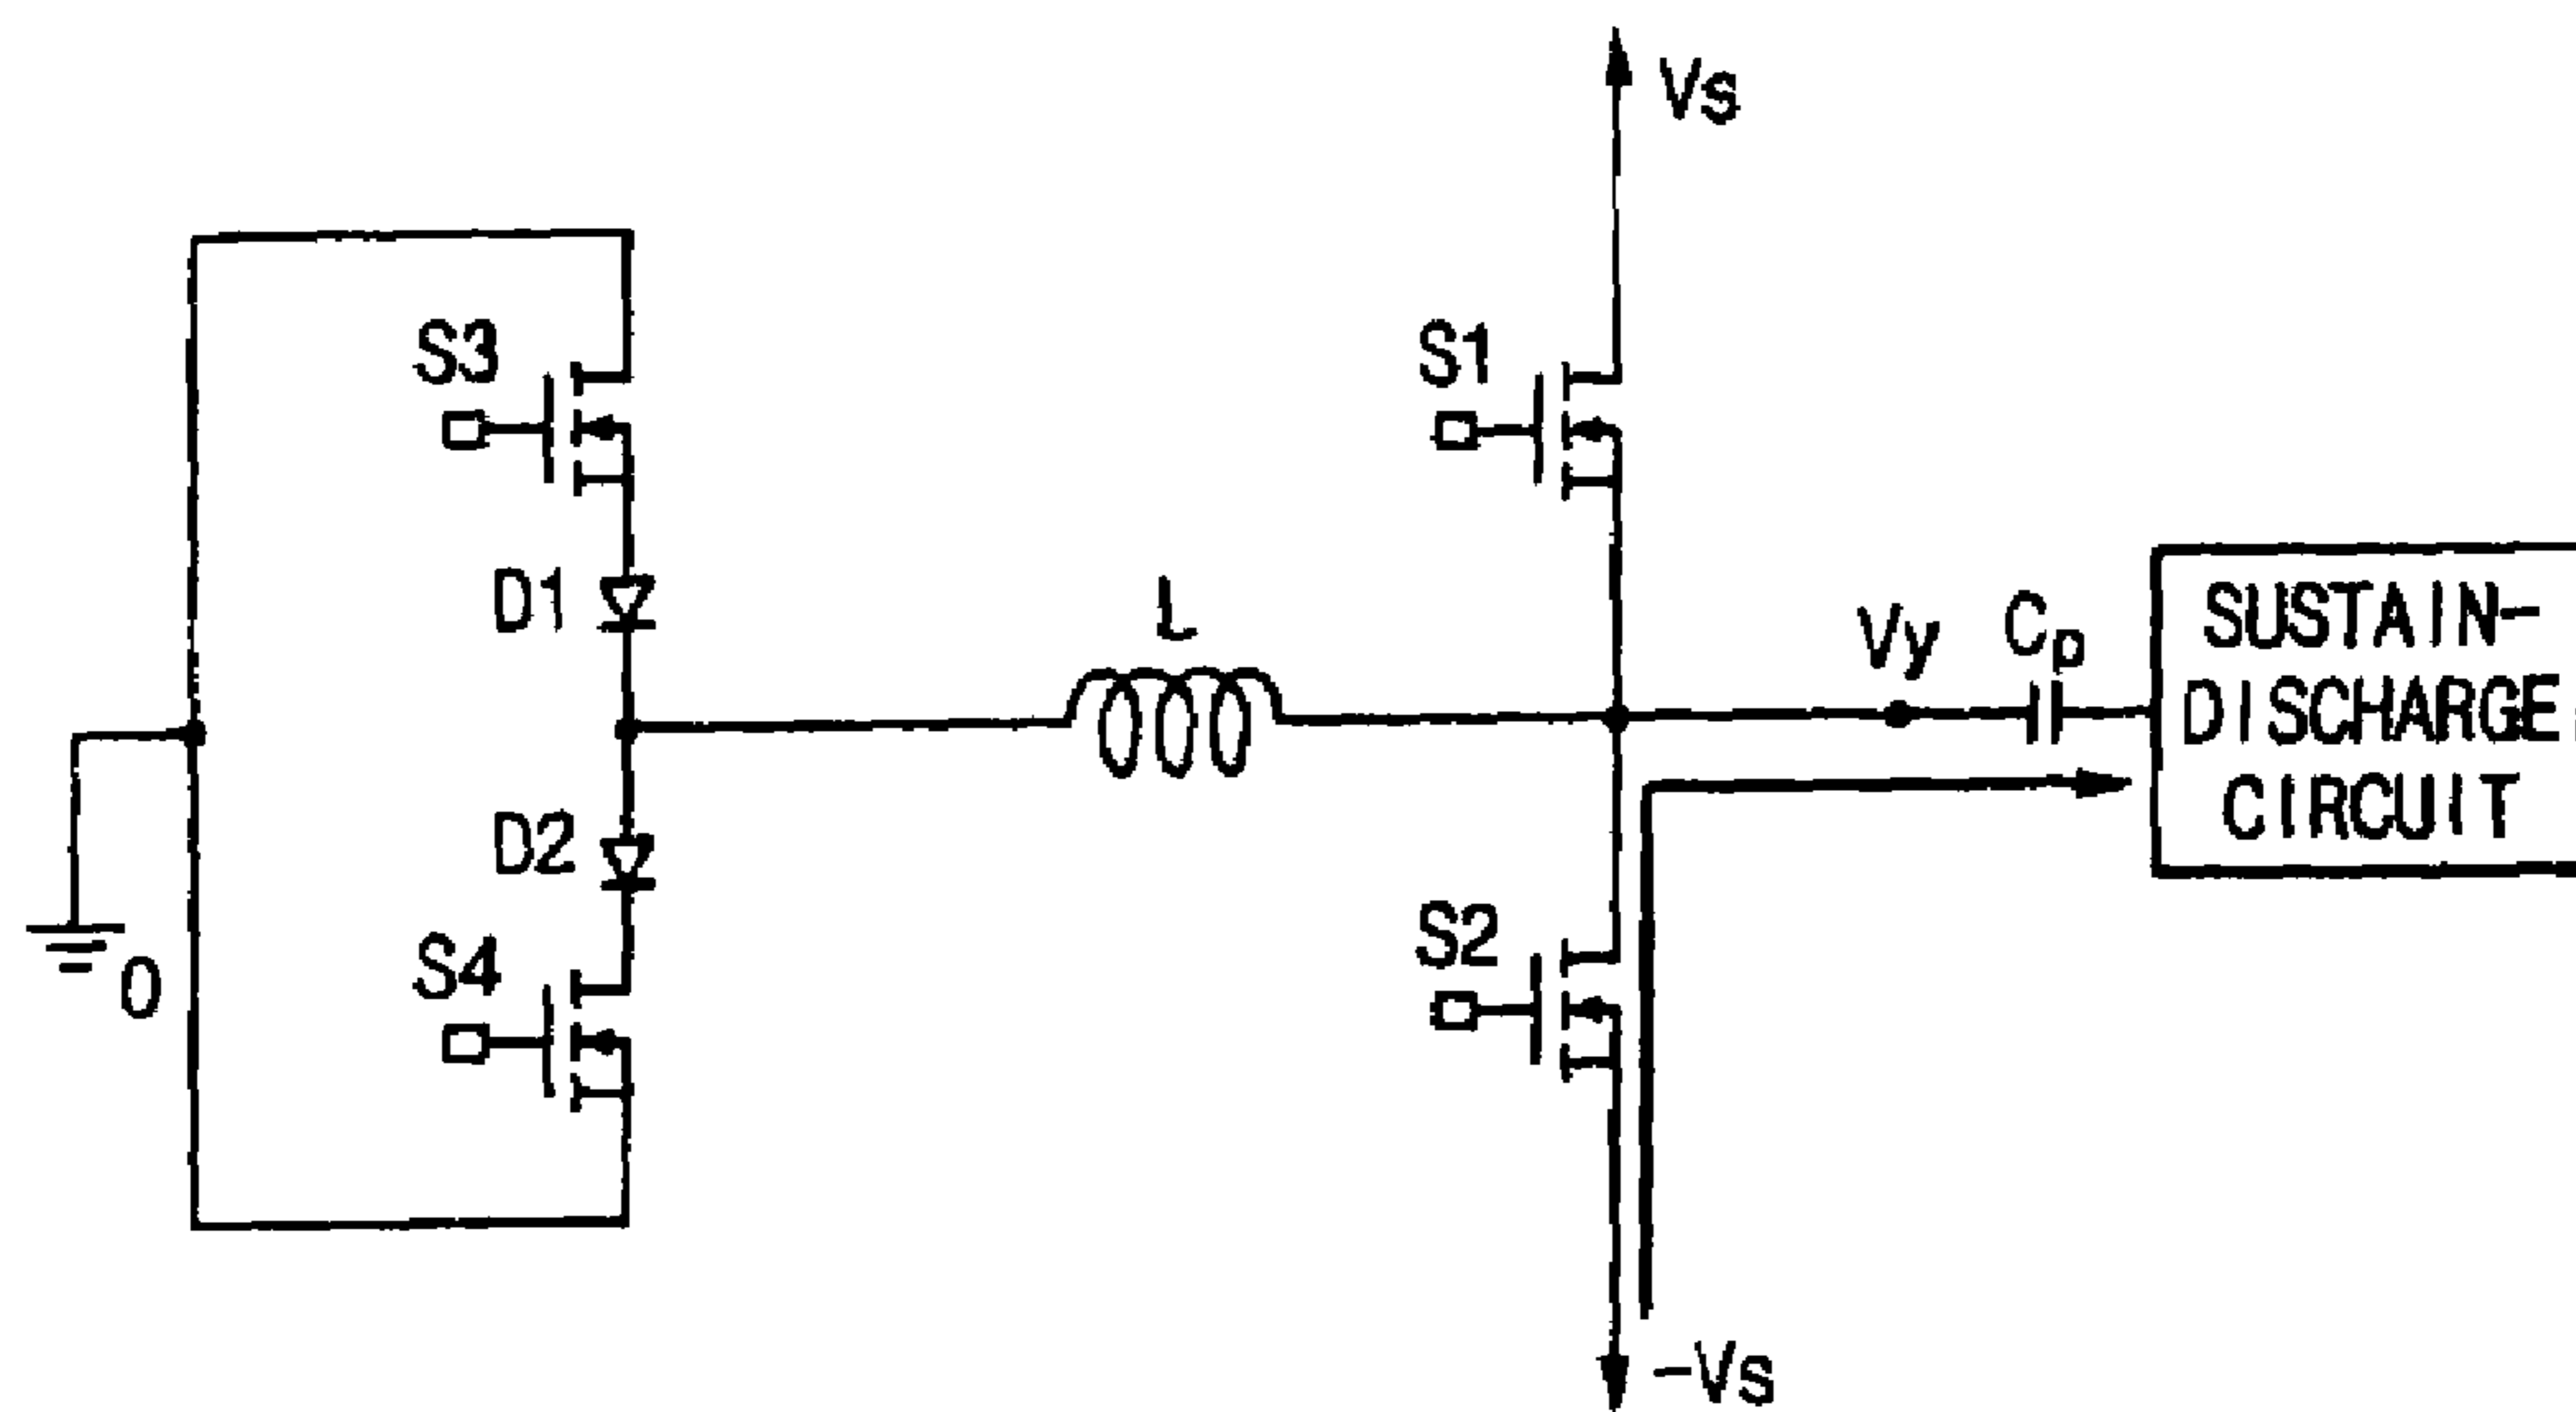 Vs
S3
S1
D1
L
Vy
Cp
SUSTAIN-
DISCHARGE
CIRCUIT
D2
S2
S4
0
-Vs